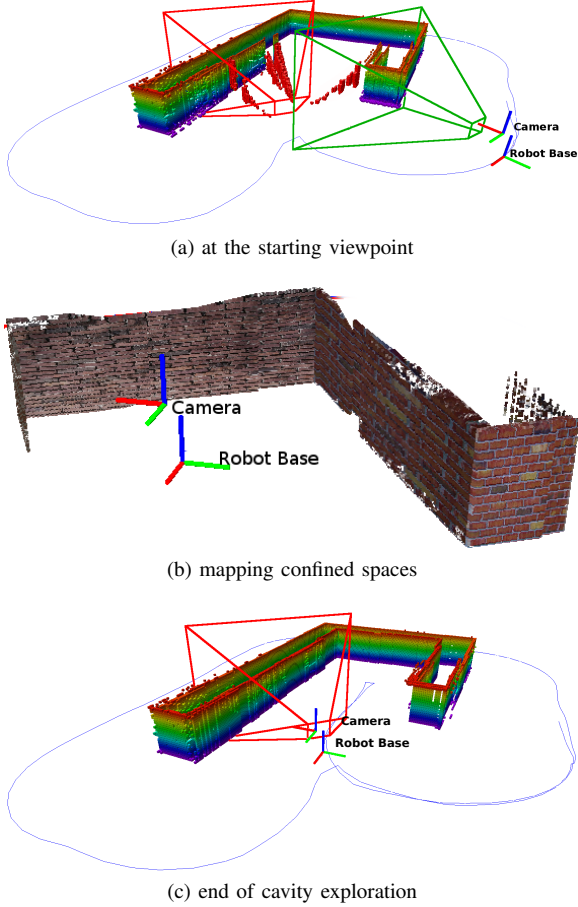 Camera
Robot Base
(a) at the starting viewpoint
Camera
Robot Base
(b) mapping confined spaces
Camera
Robot Base
(c) end of cavity exploration